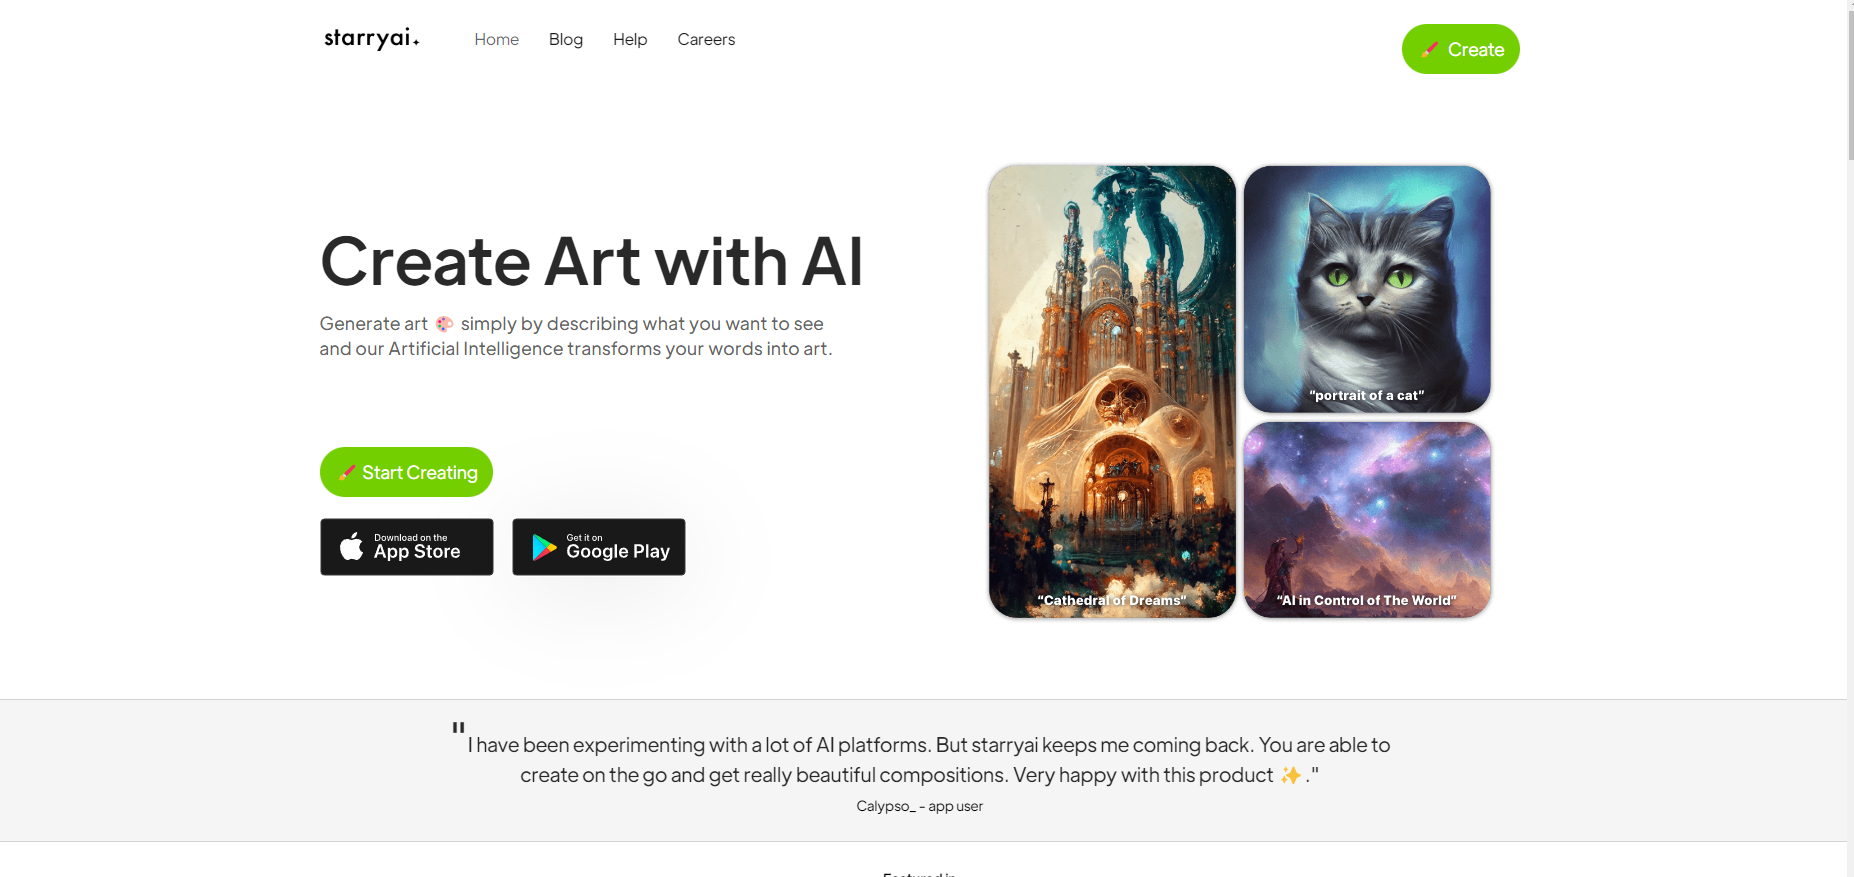 starryai
Home
Blog
Help
Careers
Create
Create Art with AI
Generate art 🎨 simply by describing what you want to see
and our Artificial Intelligence transforms your words into art.
Start Creating
Download on the
App Store
Get it on
Google Play
"Cathedral of Dreams"
"portrait of a cat"
"AI in Control of The World"
"I have been experimenting with a lot of AI platforms. But starryai keeps me coming back. You are able to
create on the go and get really beautiful compositions. Very happy with this product ✨."
Calypso_ - app user
Featured in